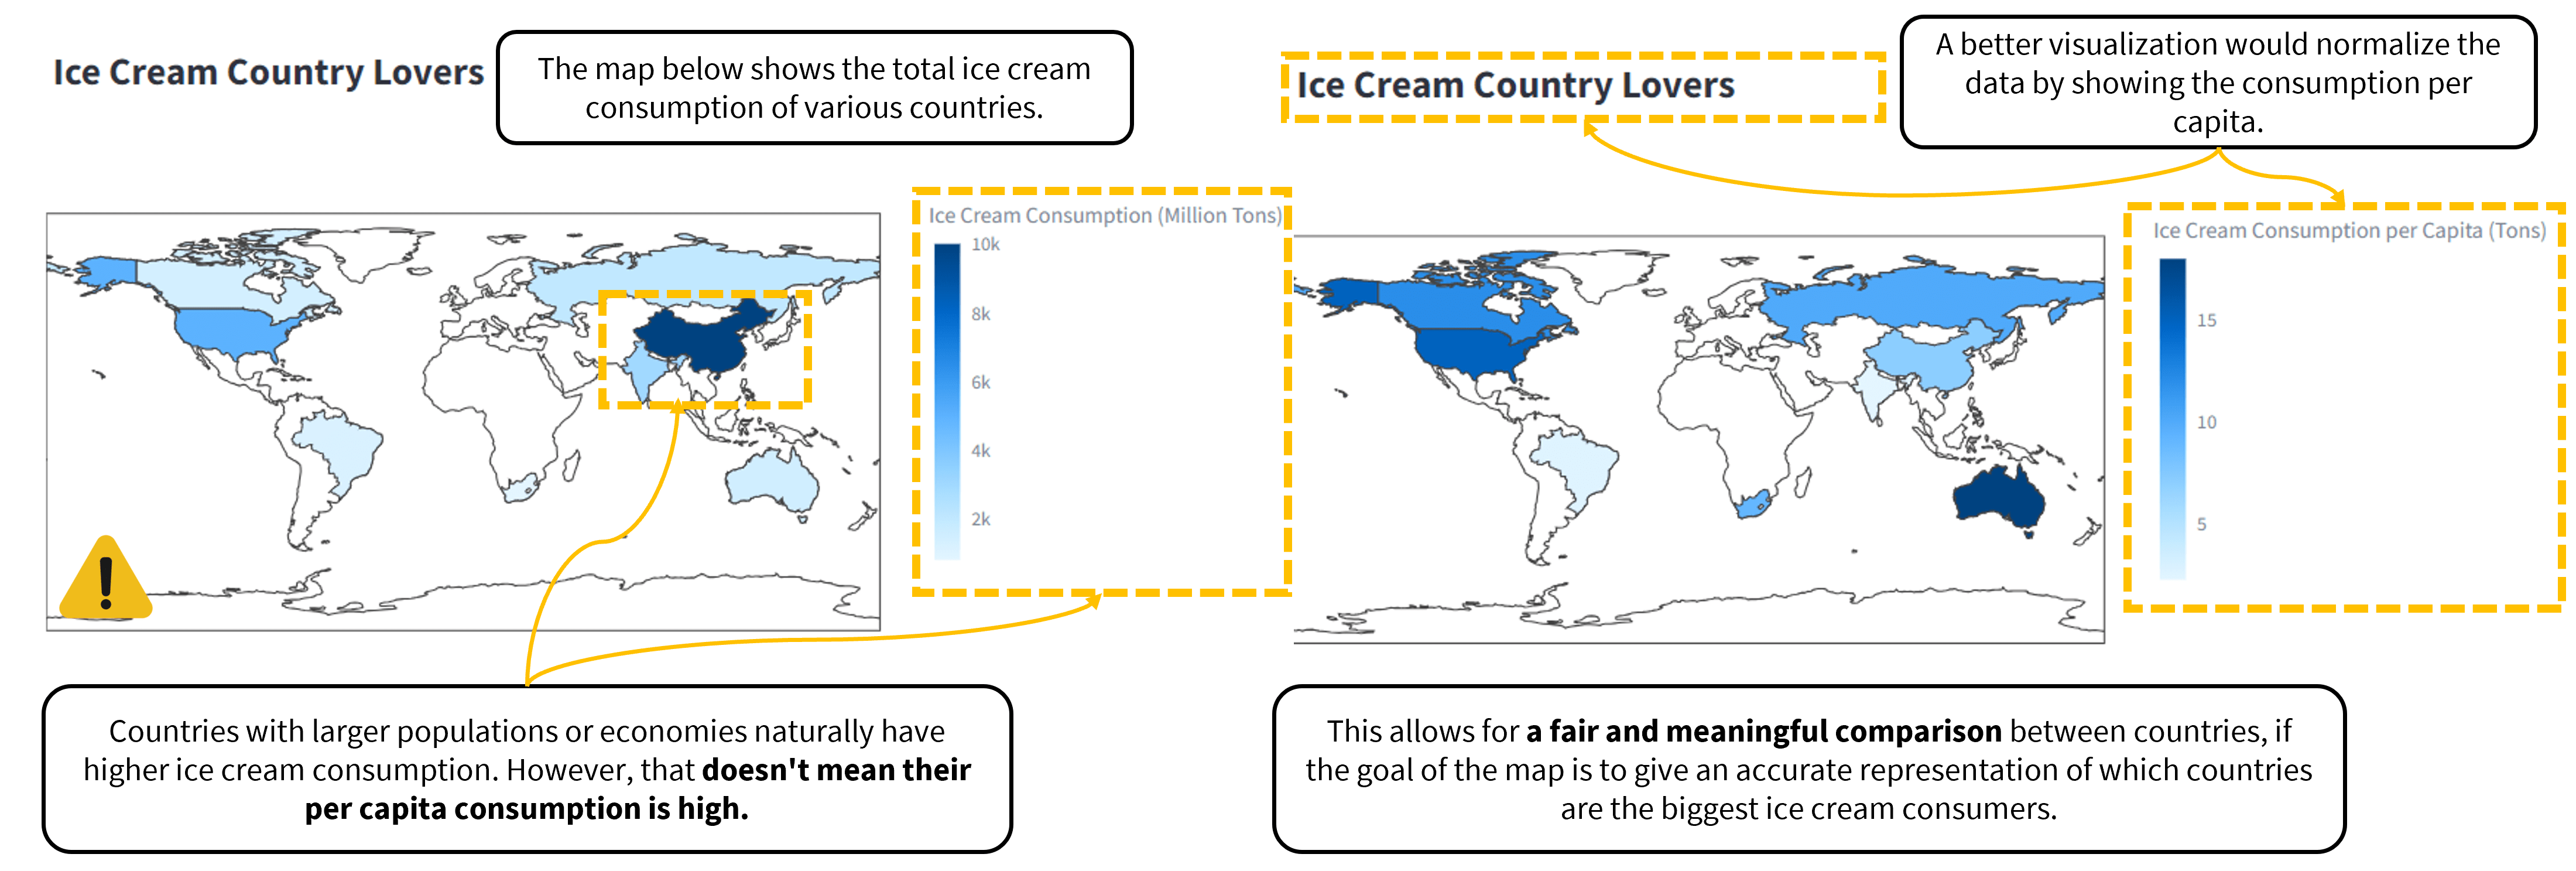 Ice Cream Country Lovers
The map below shows the total ice cream
consumption of various countries.
Ice Cream Consumption (Million Tons)
10k
8k
6k
4k
2k
Countries with larger populations or economies naturally have
higher ice cream consumption. However, that doesn't mean their
per capita consumption is high.
Ice Cream Country Lovers
A better visualization would normalize the
data by showing the consumption per
capita.
Ice Cream Consumption per Capita (Tons)
15
10
5
This allows for a fair and meaningful comparison between countries, if
the goal of the map is to give an accurate representation of which countries
are the biggest ice cream consumers.